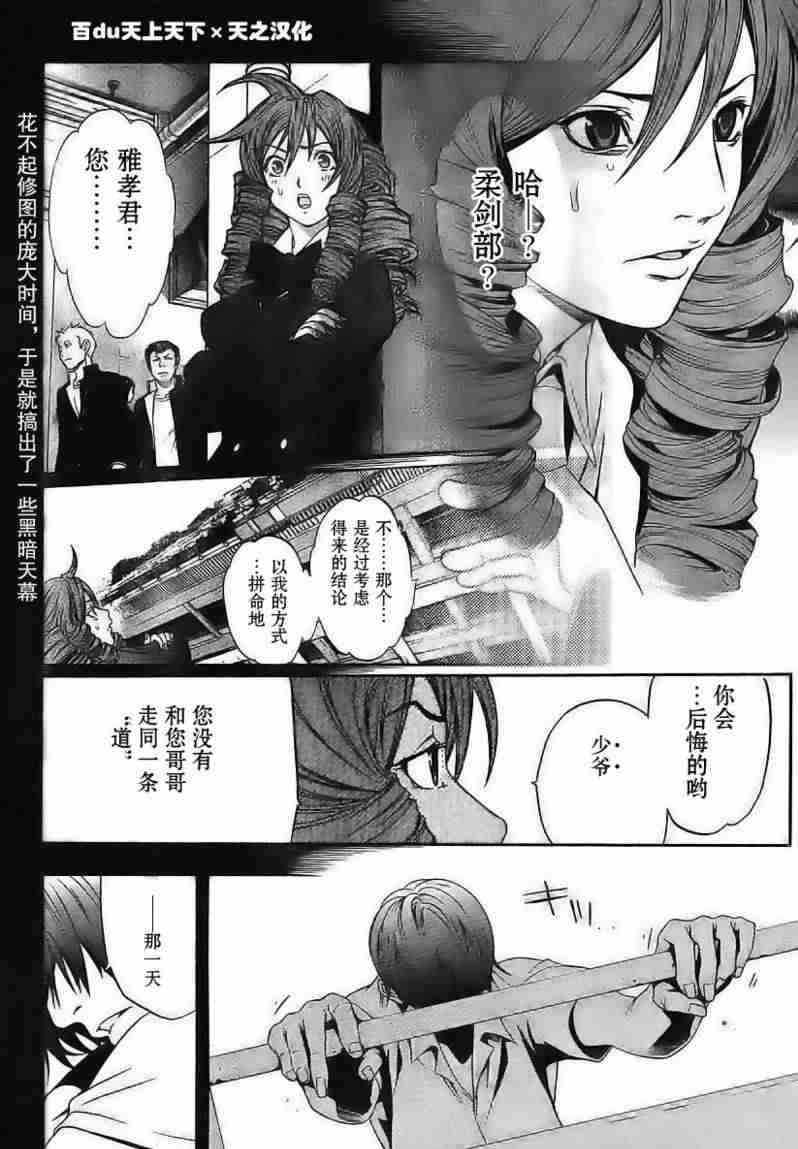 百du天上天下×天之汉化
花不起修图的庞大时间，于是就搞出了一些黑暗天幕
哈—？
柔剑部？
雅孝君…
您………
不……那个…
是经过考虑
得来的结论
以我的方式
…拼命地
你会
…后悔的哟
少爷
您没有
和您哥哥
走同一条
“道”
——那一天